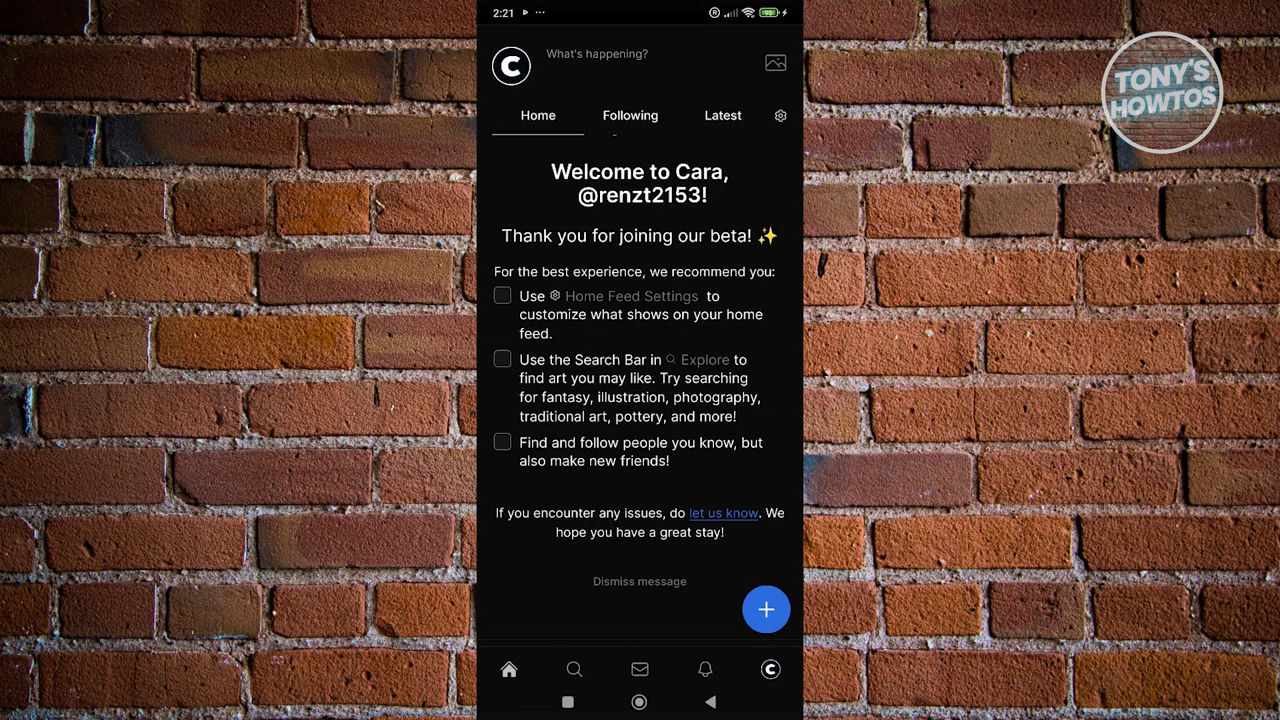 2:21
95
What's happening?
TONY'S
HOWTOS
Home Following Latest
Welcome to Cara,
@renzt2153!
Thank you for joining our beta! ✨
For the best experience, we recommend you:
Use Home Feed Settings to
customize what shows on your home
feed.
Use the Search Bar in Explore to
find art you may like. Try searching
for fantasy, illustration, photography,
traditional art, pottery, and more!
Find and follow people you know, but
also make new friends!
If you encounter any issues, do let us know. We
hope you have a great stay!
Dismiss message